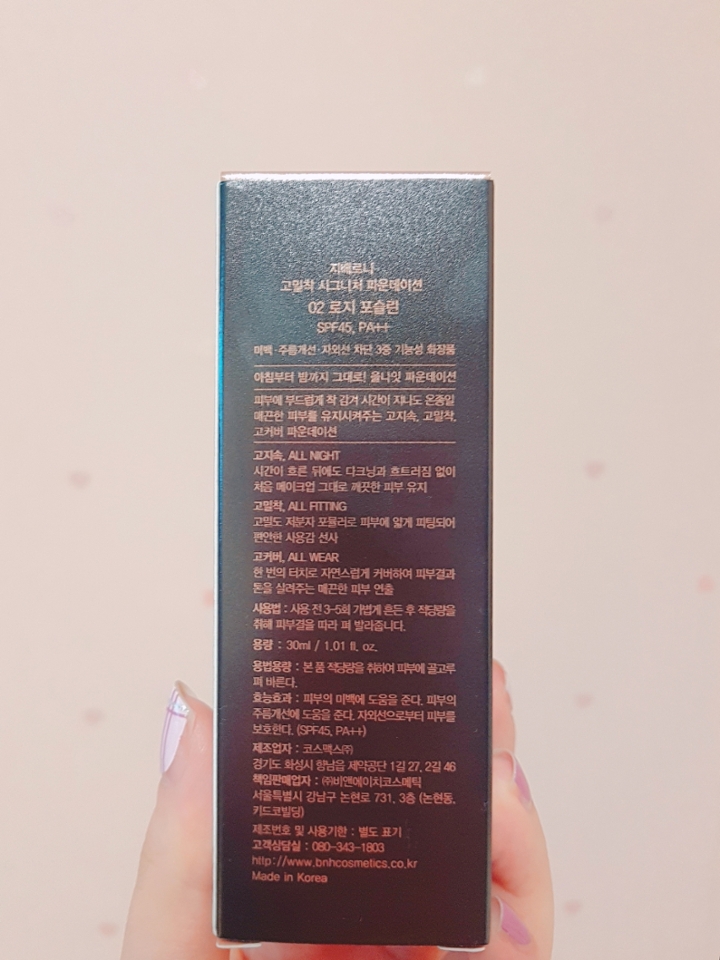 지베르니
고밀착 시그니처 파운데이션
02 로지 포슬린
SPF45, PA++
미백·주름개선·자외선 차단 3중 기능성 화장품
아침부터 밤까지 그대로! 올나잇 파운데이션
피부에 부드럽게 착 감겨 시간이 지나도 온종일
매끈한 피부를 유지시켜주는 고지속, 고밀착,
고커버 파운데이션
고지속, ALL NIGHT
시간이 흐른 뒤에도 다크닝과 흐트러짐 없이
처음 메이크업 그대로 깨끗한 피부 유지
고밀착, ALL FITTING
고밀도 저분자 포뮬러로 피부에 얇게 피팅되어
편안한 사용감 선사
고커버, ALL WEAR
한 번의 터치로 자연스럽게 커버하여 피부결과
톤을 살려주는 매끈한 피부 연출
사용법 : 사용 전 3-5회 가볍게 흔든 후 적당량을
취해 피부결을 따라 펴 발라줍니다.
용량 : 30ml / 1.01 fl. oz.
용법용량 : 본 품 적당량을 취하여 피부에 골고루
펴 바른다.
효능효과 : 피부의 미백에 도움을 준다. 피부의
주름개선에 도움을 준다. 자외선으로부터 피부를
보호한다. (SPF45, PA++)
제조업자 : 코스맥스㈜
경기도 화성시 향남읍 제약공단 1길 27, 2길 46
책임판매업자 : ㈜비앤에이치코스메틱
서울특별시 강남구 논현로 731, 3층 (논현동,
키드코빌딩)
제조번호 및 사용기한 : 별도 표기
고객상담실 : 080-343-1803
http://www.bnhcosmetics.co.kr
Made in Korea